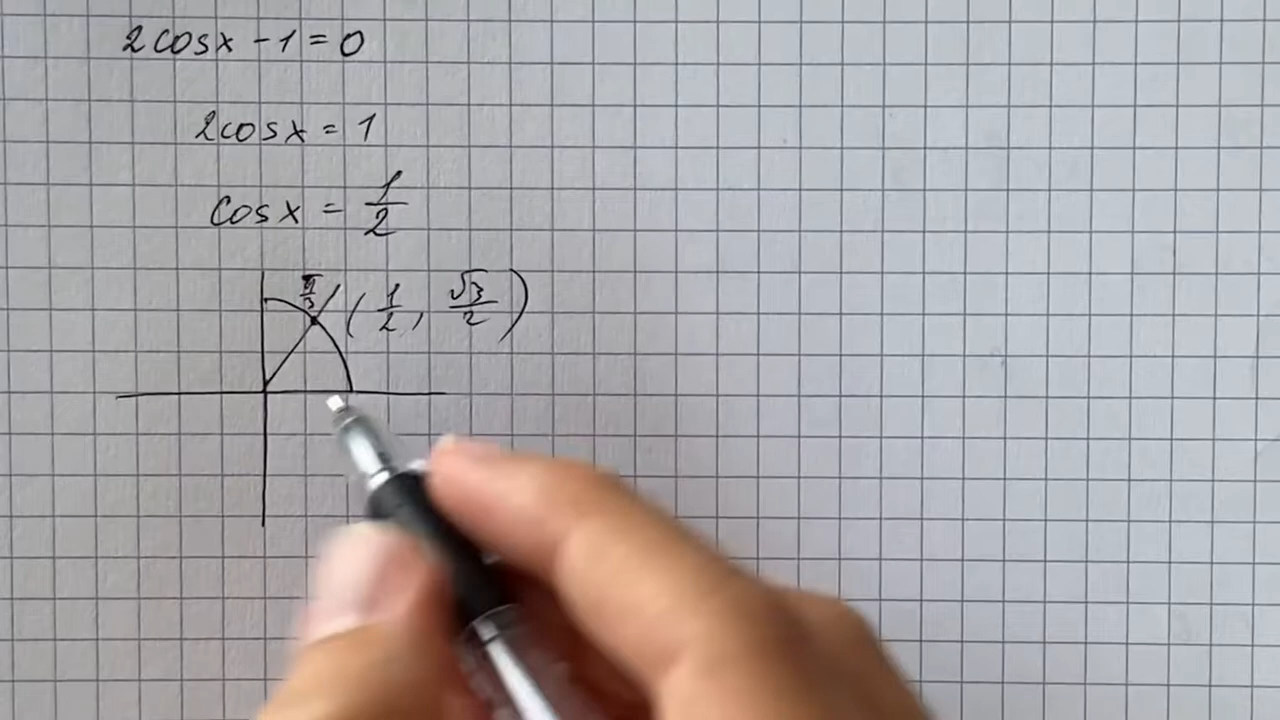 2cosx - 1 = 0
2cosx = 1
cosx = 1/2
π/3 (1/2, √3/2)